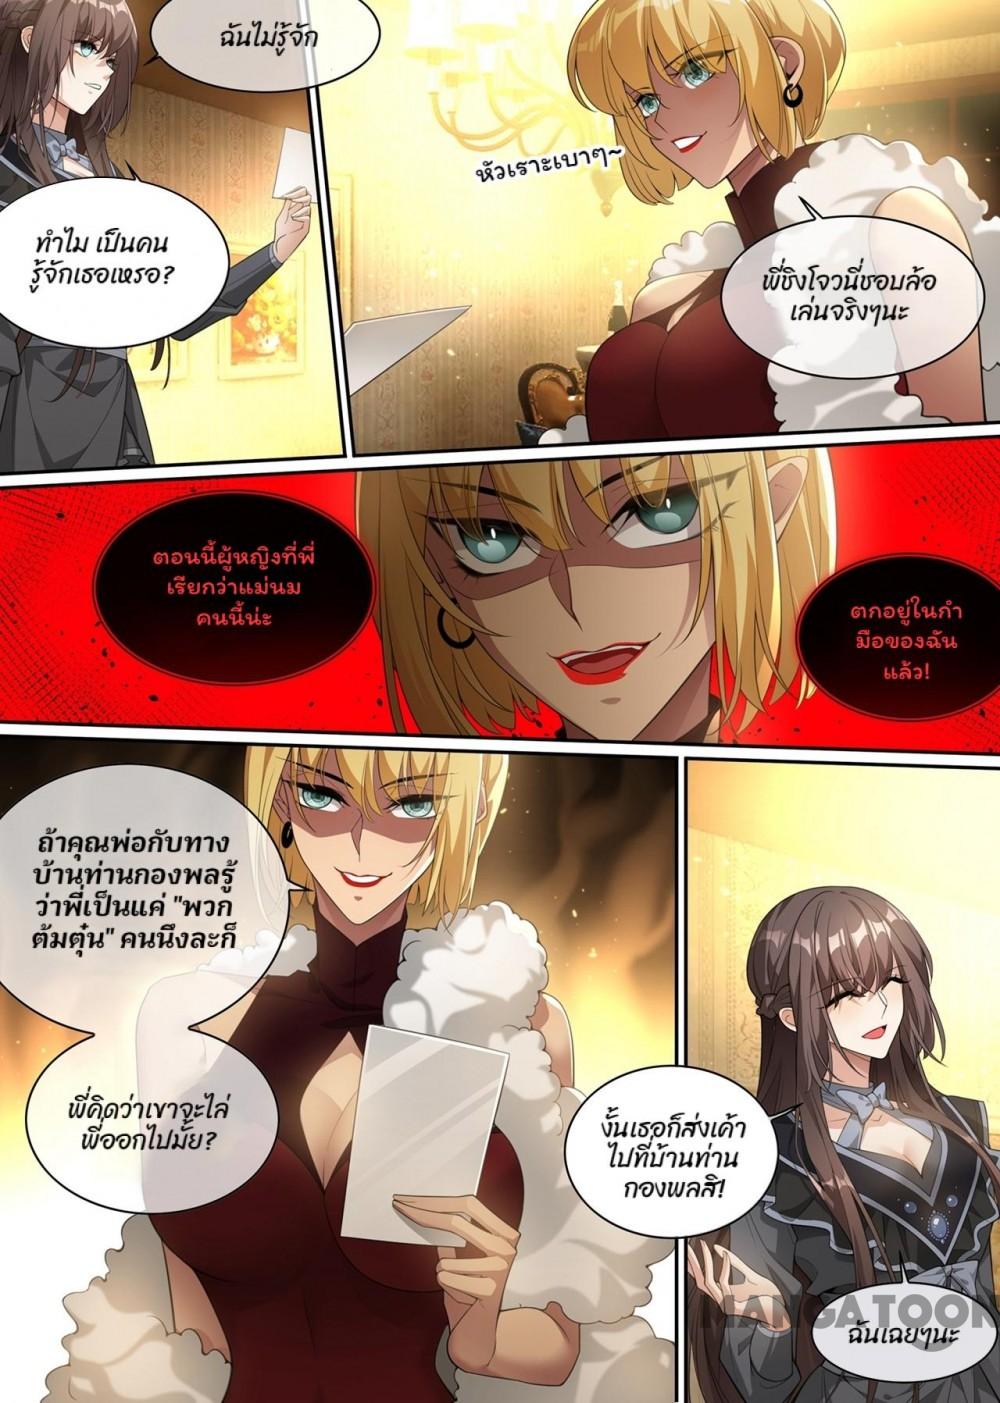 ฉันไม่รู้จัก
ทำไม เป็นคน
รู้จักเธอเหรอ?
หัวเราะเบาๆ~
พี่ชิงโจวนี่ชอบล้อ
เล่นจริงๆนะ
ตอนนี้ผู้หญิงที่พี่
เรียกว่าแม่นม
คนนี้น่ะ
ตกอยู่ในกำ
มือของฉัน
แล้ว!
ถ้าคุณพ่อกับทาง
บ้านท่านกองพลรู้
ว่าพี่เป็นแค่ "พวก
ต้มตุ๋น" คนนึงละก็
พี่คิดว่าเขาจะไล่
พี่ออกไปมั้ย?
งั้นเธอก็ส่งเค้า
ไปที่บ้านท่าน
กองพลสิ!
ฉันเฉยๆนะ
MANGATOON